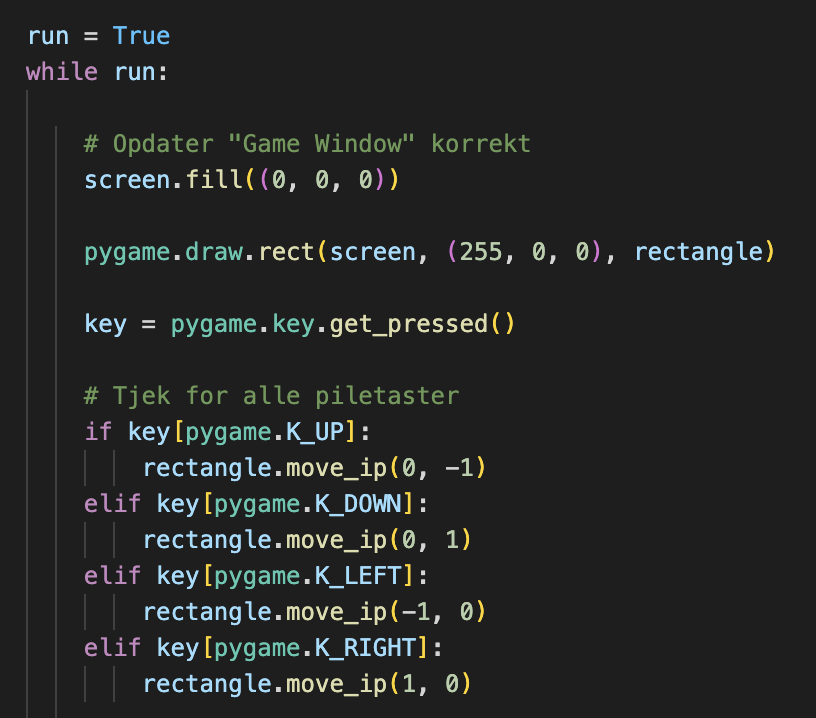 run = True
while run:
# Opdater "Game Window" korrekt
screen.fill((0, 0, 0))
pygame.draw.rect(screen, (255, 0, 0), rectangle)
key = pygame.key.get_pressed()
# Tjek for alle piletaster
if key[pygame.K_UP]:
rectangle.move_ip(0, -1)
elif key[pygame.K_DOWN]:
rectangle.move_ip(0, 1)
elif key[pygame.K_LEFT]:
rectangle.move_ip(-1, 0)
elif key[pygame.K_RIGHT]:
rectangle.move_ip(1, 0)